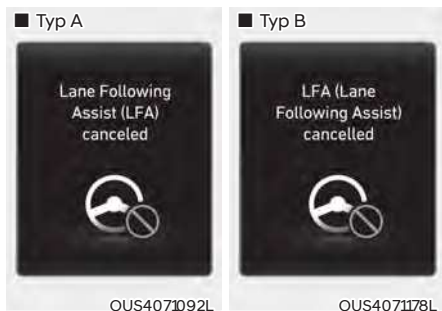 ■ Typ A
Lane Following
Assist (LFA)
canceled
OUS4071092L
■ Typ B
LFA (Lane
Following Assist)
cancelled
OUS4071178L